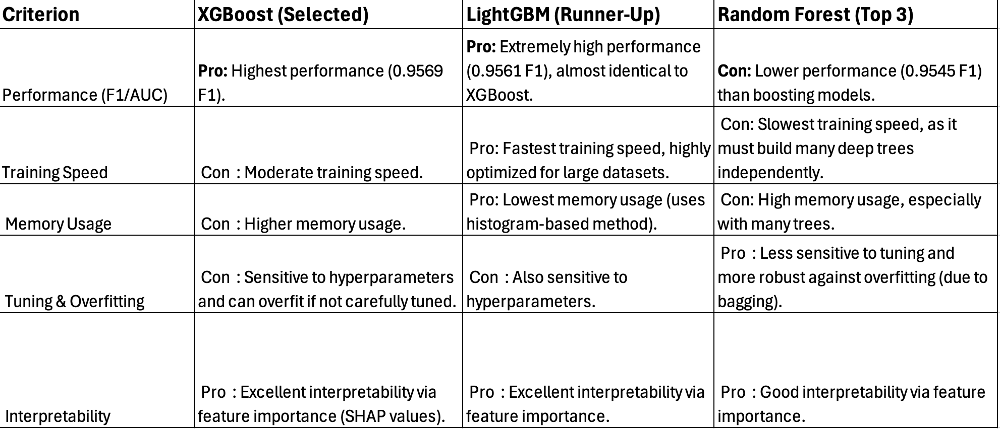 Criterion
XGBoost (Selected)
LightGBM (Runner-Up)
Random Forest (Top 3)
Performance (F1/AUC)
Pro: Highest performance (0.9569
F1).
Pro: Extremely high performance
(0.9561 F1), almost identical to
XGBoost.
Con: Lower performance (0.9545 F1)
than boosting models.
Training Speed
Con : Moderate training speed.
Pro: Fastest training speed, highly
optimized for large datasets.
Con: Slowest training speed, as it
must build many deep trees
independently.
Memory Usage
Con : Higher memory usage.
Pro: Lowest memory usage (uses
histogram-based method).
Con: High memory usage, especially
with many trees.
Tuning & Overfitting
Con : Sensitive to hyperparameters
and can overfit if not carefully tuned.
Con : Also sensitive to
hyperparameters.
Pro : Less sensitive to tuning and
more robust against overfitting (due to
bagging).
Interpretability
Pro : Excellent interpretability via
feature importance (SHAP values).
Pro : Excellent interpretability via
feature importance.
Pro : Good interpretability via feature
importance.